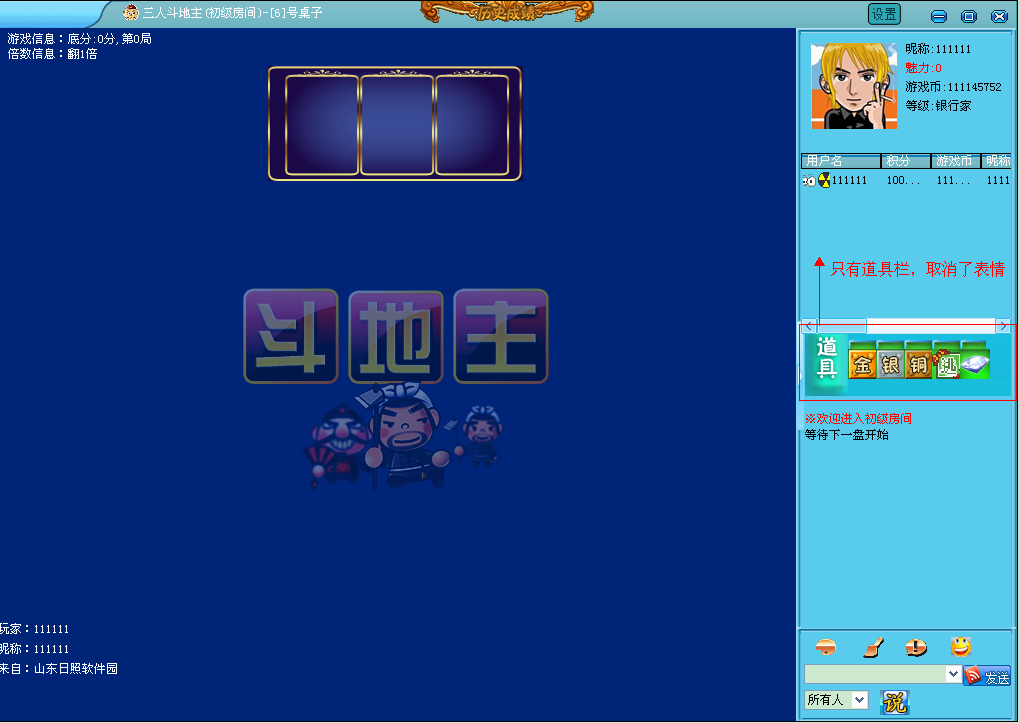 三人斗地主(初级房间)-[6]号桌子
历史成绩
设置
游戏信息：底分:0分,第0局
倍数信息：翻1倍
昵称:111111
魅力:0
游戏币:111145752
等级:银行家
用户名 积分 游戏币 昵称
111111 100... 111... 1111
只有道具栏，取消了表情
斗地主
道具
金 银 铜 逃
※欢迎进入初级房间
等待下一盘开始
玩家：111111
昵称：111111
来自：山东日照软件园
发送
所有人
说